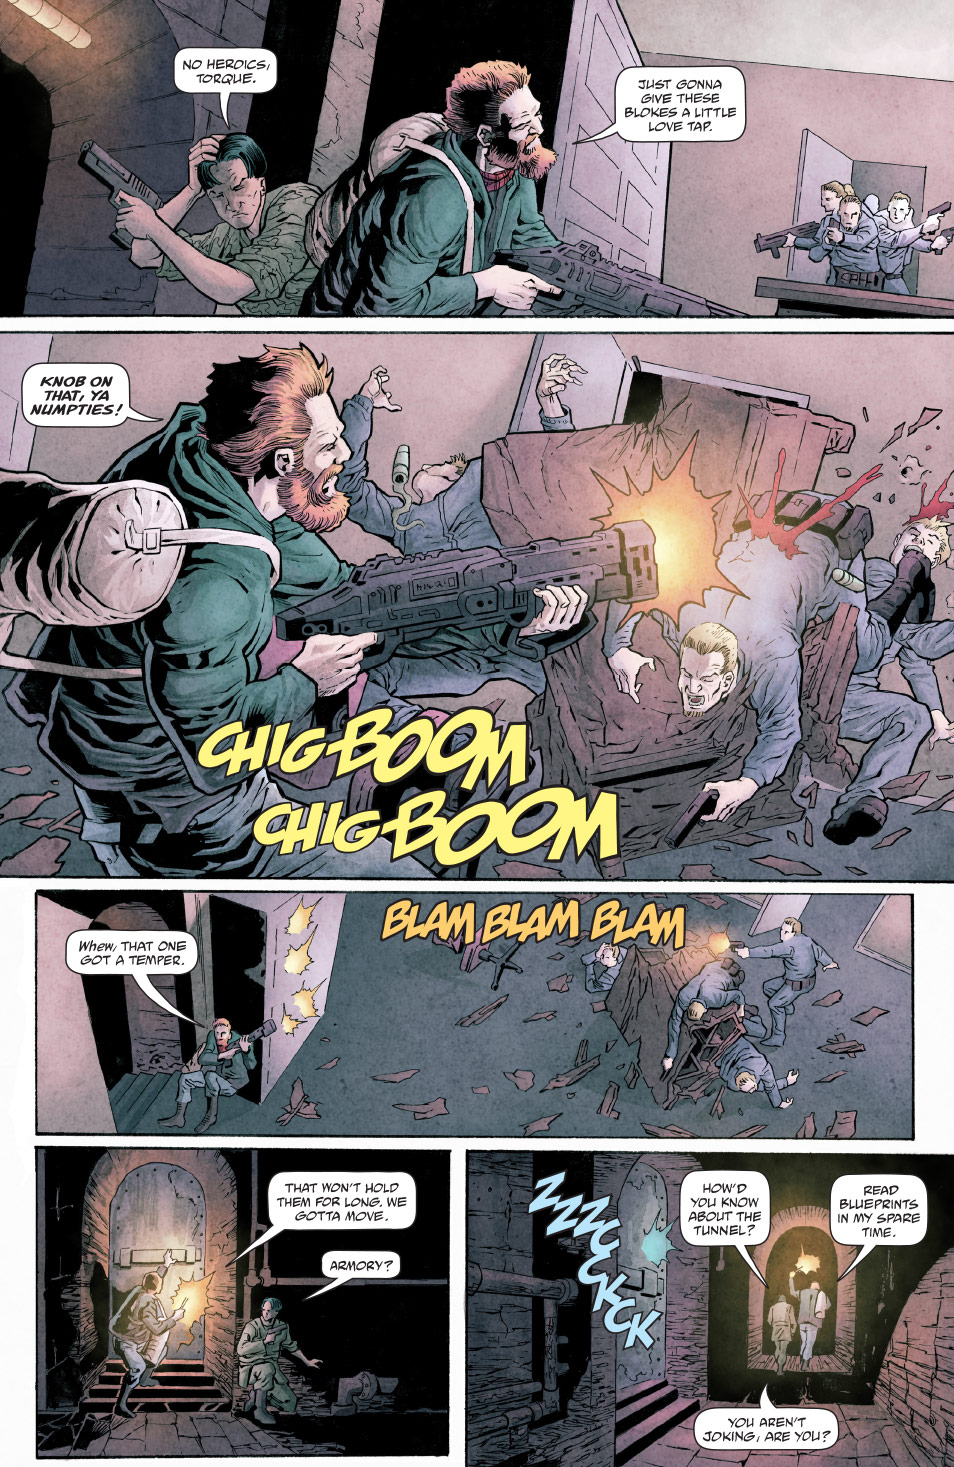 NO HEROICS,
TORQUE.
JUST GONNA
GIVE THESE
BLOKES A LITTLE
LOVE TAP.
KNOB ON
THAT, YA
NUMPTIES!
CHIG-BOOM
CHIG-BOOM
BLAM BLAM BLAM
Whew, THAT ONE
GOT A TEMPER.
THAT WON'T HOLD
THEM FOR LONG. WE
GOTTA MOVE.
ARMORY?
ZZZZCKCKCK
HOW'D
YOU KNOW
ABOUT THE
TUNNEL?
READ
BLUEPRINTS
IN MY SPARE
TIME.
YOU AREN'T
JOKING, ARE YOU?